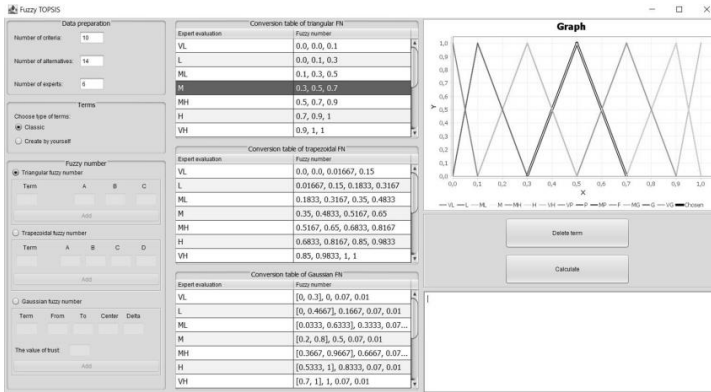 Fuzzy TOPSIS
Data preparation
Number of criteria: 10
Number of alternatives: 14
Number of experts: 6
Terms
Choose type of terms:
Classic
Create by yourself
Fuzzy number
Triangular fuzzy number
Term A B C
Add
Trapezoidal fuzzy number
Term A B C D
Add
Gaussian fuzzy number
Term From To Center Delta
The value of trust:
Add
Conversion table of triangular FN
Expert evaluation Fuzzy number
VL 0.0, 0.0, 0.1
L 0.0, 0.1, 0.3
ML 0.1, 0.3, 0.5
M 0.3, 0.5, 0.7
MH 0.5, 0.7, 0.9
H 0.7, 0.9, 1
VH 0.9, 1, 1
Conversion table of trapezoidal FN
Expert evaluation Fuzzy number
VL 0.0, 0.0, 0.01667, 0.15
L 0.01667, 0.15, 0.1833, 0.3167
ML 0.1833, 0.3167, 0.35, 0.4833
M 0.35, 0.4833, 0.5167, 0.65
MH 0.5167, 0.65, 0.6833, 0.8167
H 0.6833, 0.8167, 0.85, 0.9833
VH 0.85, 0.9833, 1, 1
Conversion table of Gaussian FN
Expert evaluation Fuzzy number
VL [0, 0.3], 0, 0.07, 0.01
L [0, 0.4667], 0.1667, 0.07, 0.01
ML [0.0333, 0.6333], 0.3333, 0.07...
M [0.2, 0.8], 0.5, 0.07, 0.01
MH [0.3667, 0.9667], 0.6667, 0.07...
H [0.5333, 1], 0.8333, 0.07, 0.01
VH [0.7, 1], 1, 0.07, 0.01
Graph
1,0
0,9
0,8
0,7
0,6
0,5
0,4
0,3
0,2
0,1
0,0
Y
0,0 0,1 0,2 0,3 0,4 0,5 0,6 0,7 0,8 0,9 1,0
X
VL L ML M MH H VH VP P MP F MG G VG Chosen
Delete term
Calculate